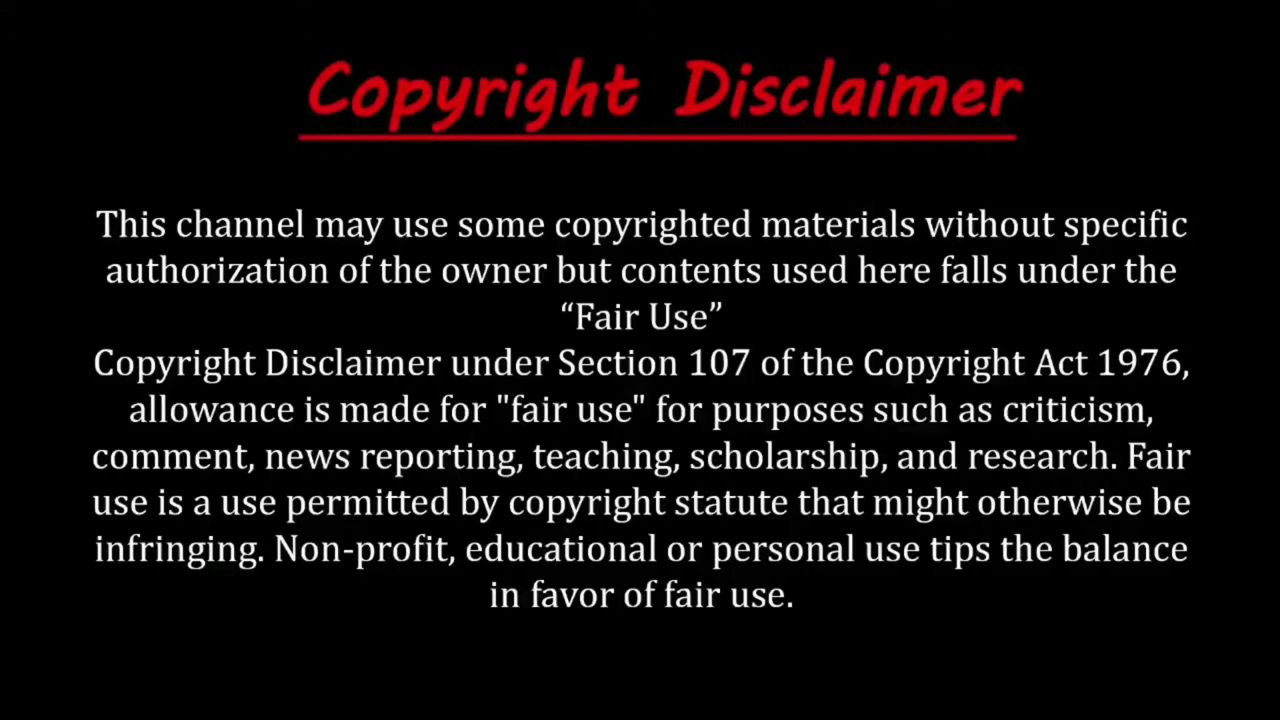 Copyright Disclaimer
This channel may use some copyrighted materials without specific
authorization of the owner but contents used here falls under the
“Fair Use”
Copyright Disclaimer under Section 107 of the Copyright Act 1976,
allowance is made for "fair use" for purposes such as criticism,
comment, news reporting, teaching, scholarship, and research. Fair
use is a use permitted by copyright statute that might otherwise be
infringing. Non-profit, educational or personal use tips the balance
in favor of fair use.